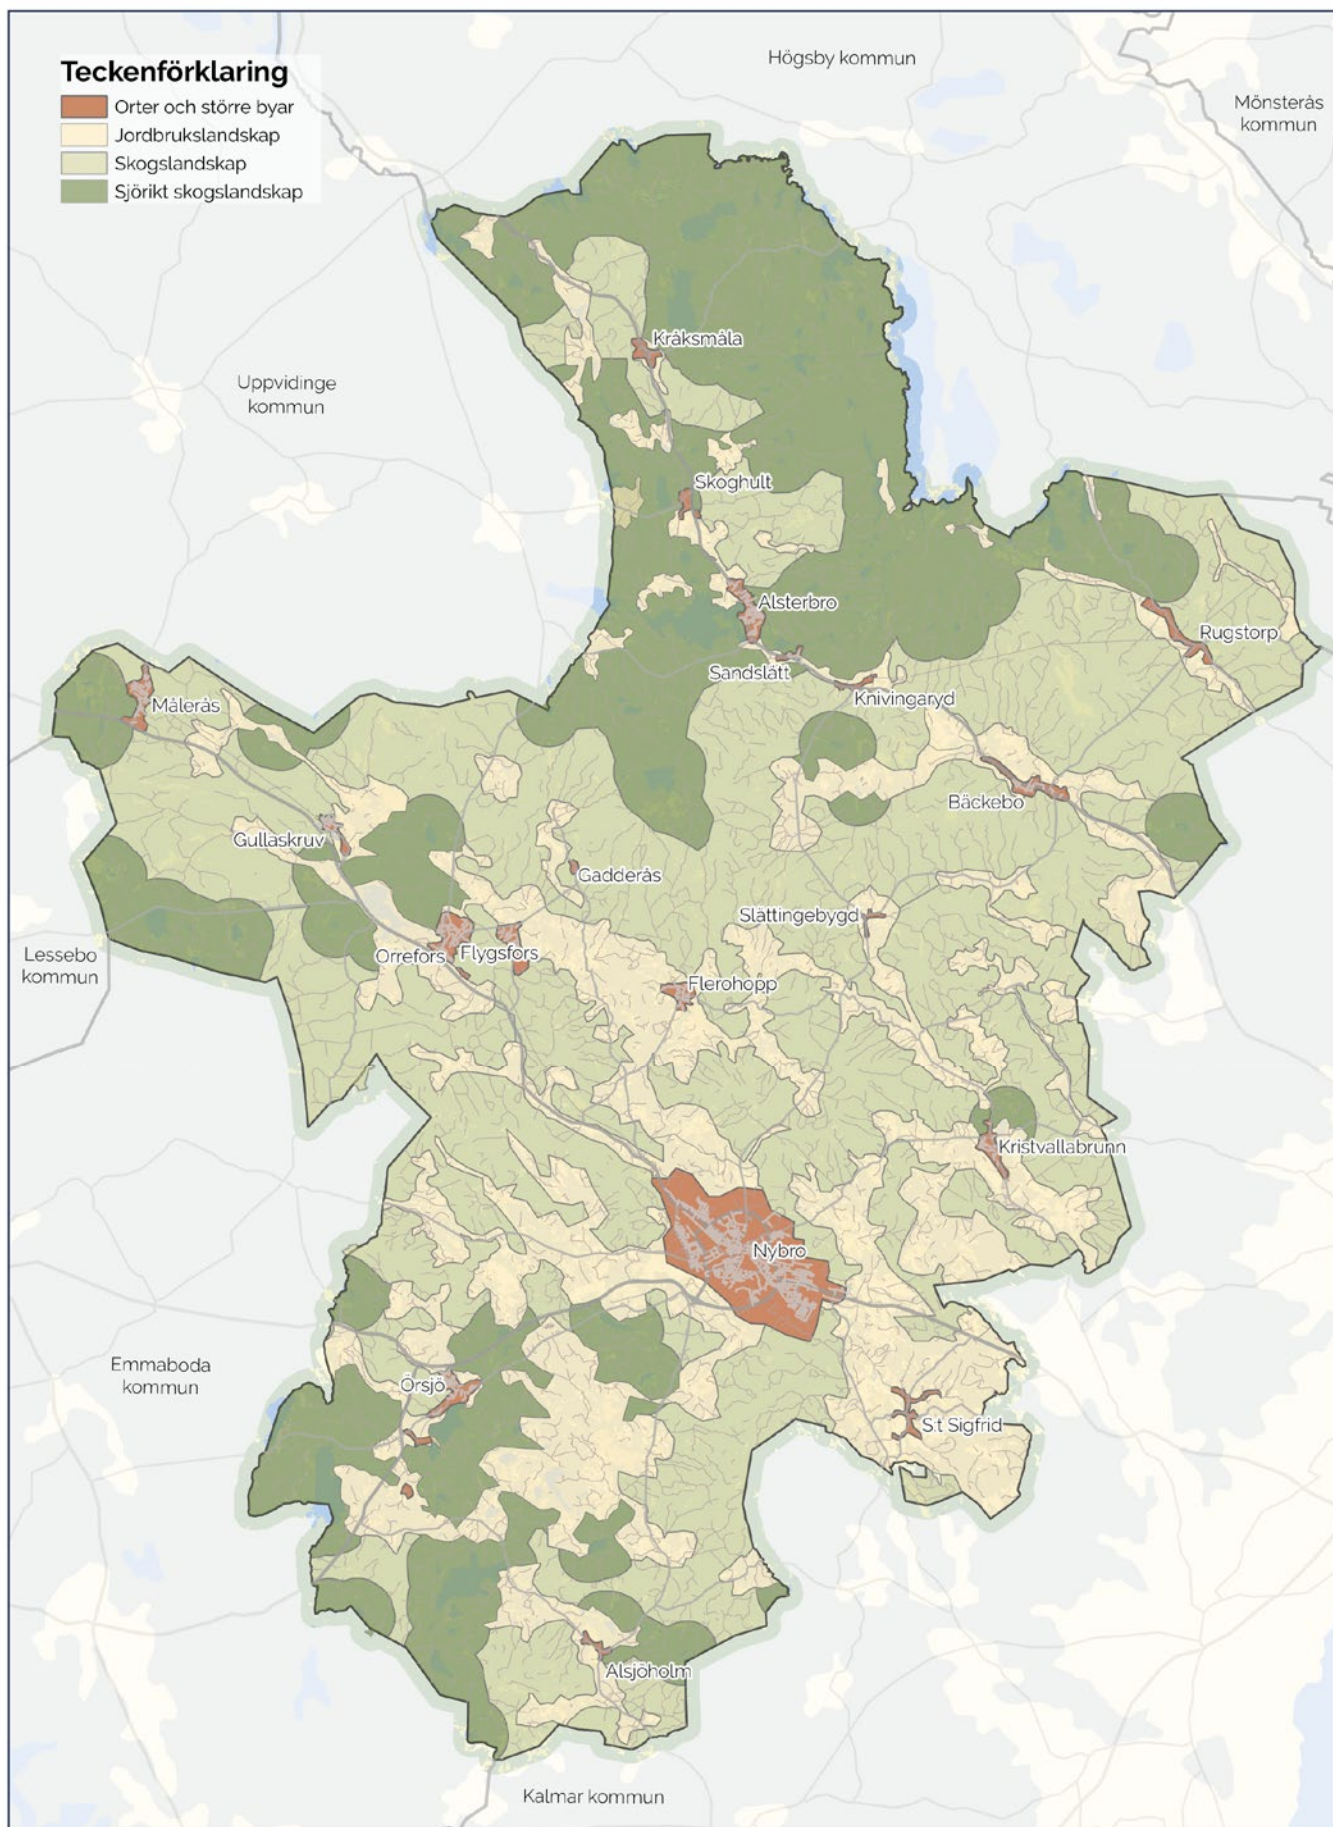 Teckenförklaring
Orter och större byar
Jordbrukslandskap
Skogslandskap
Sjörikt skogslandskap
Högsby kommun
Mönsterås
kommun
Kråksmåla
Uppvidinge
kommun
Skoghult
Alsterbro
Rugstorp
Sandslätt
Knivingaryd
Målerås
Bäckebo
Gullaskruv
Gadderås
Slättingebygd
Lessebo
kommun
Orrefors
Flygsfors
Flerohopp
Kristvallabrunn
Nybro
Emmaboda
kommun
Örsjö
S:t Sigfrid
Alsjöholm
Kalmar kommun